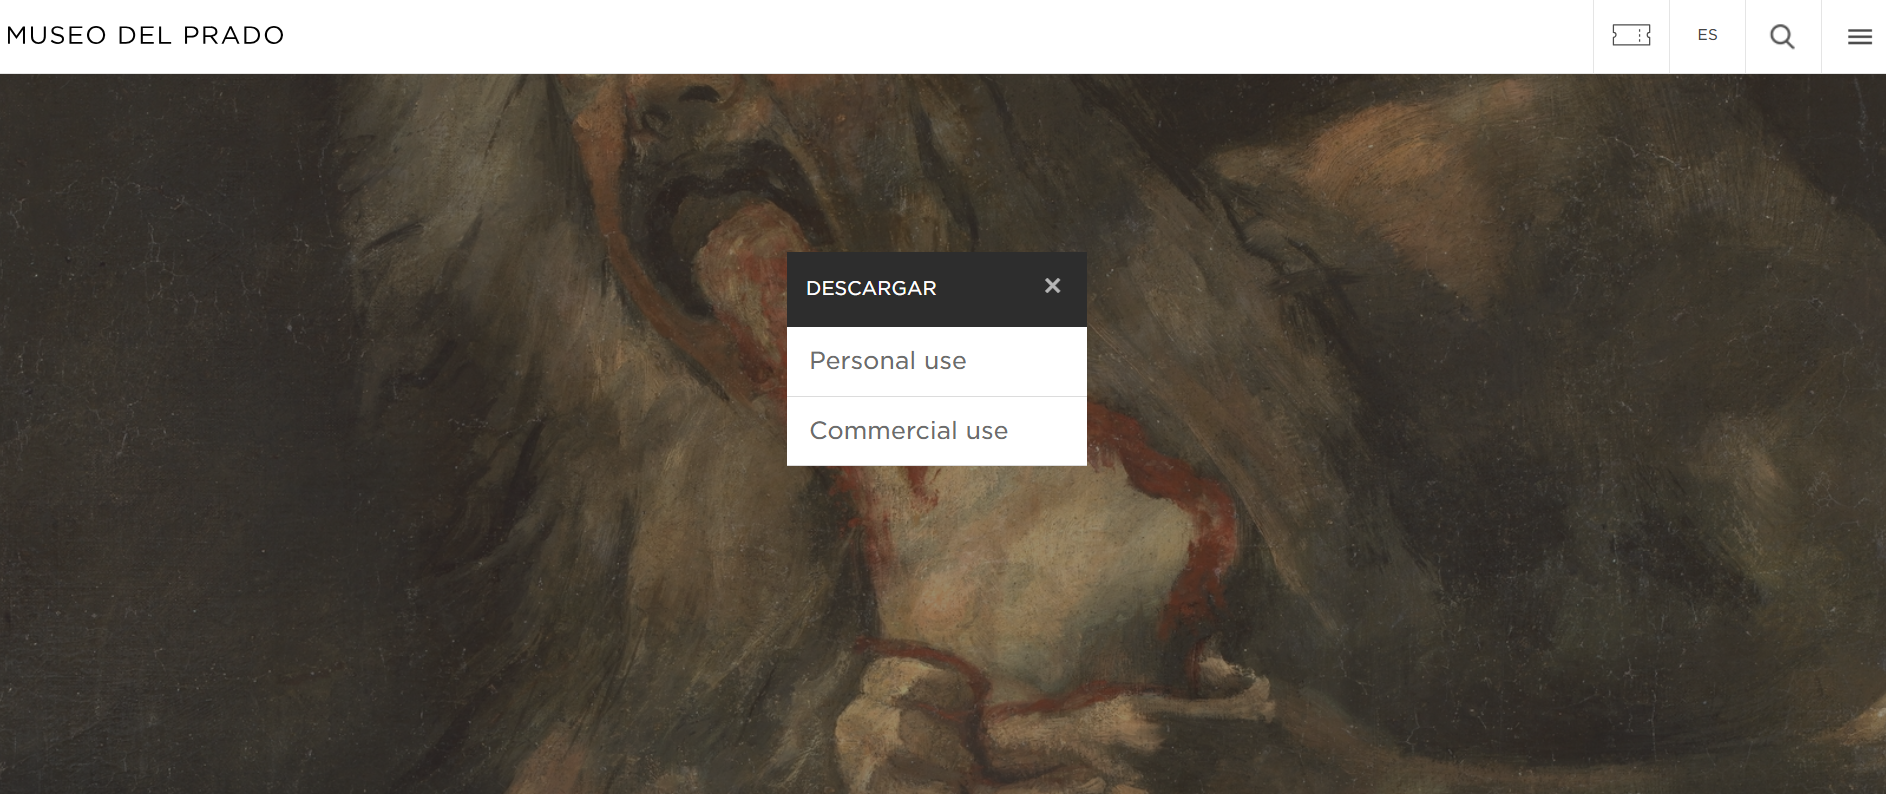 MUSEO DEL PRADO
ES
DESCARGAR
Personal use
Commercial use